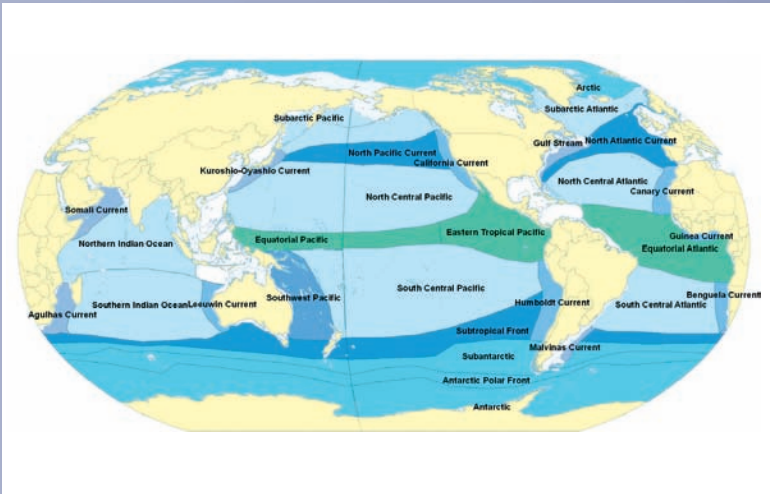 Arctic
Subarctic Atlantic
Subarctic Pacific
Gulf Stream
North Atlantic Current
North Pacific Current
California Current
Kuroshio-Oyashio Current
North Central Atlantic
Canary Current
North Central Pacific
Somali Current
Eastern Tropical Pacific
Guinea Current
Equatorial Pacific
Northern Indian Ocean
Equatorial Atlantic
South Central Pacific
Benguela Current
Southwest Pacific
Southern Indian Ocean
Leeuwin Current
Humboldt Current
South Central Atlantic
Agulhas Current
Subtropical Front
Malvinas Current
Subantarctic
Antarctic Polar Front
Antarctic